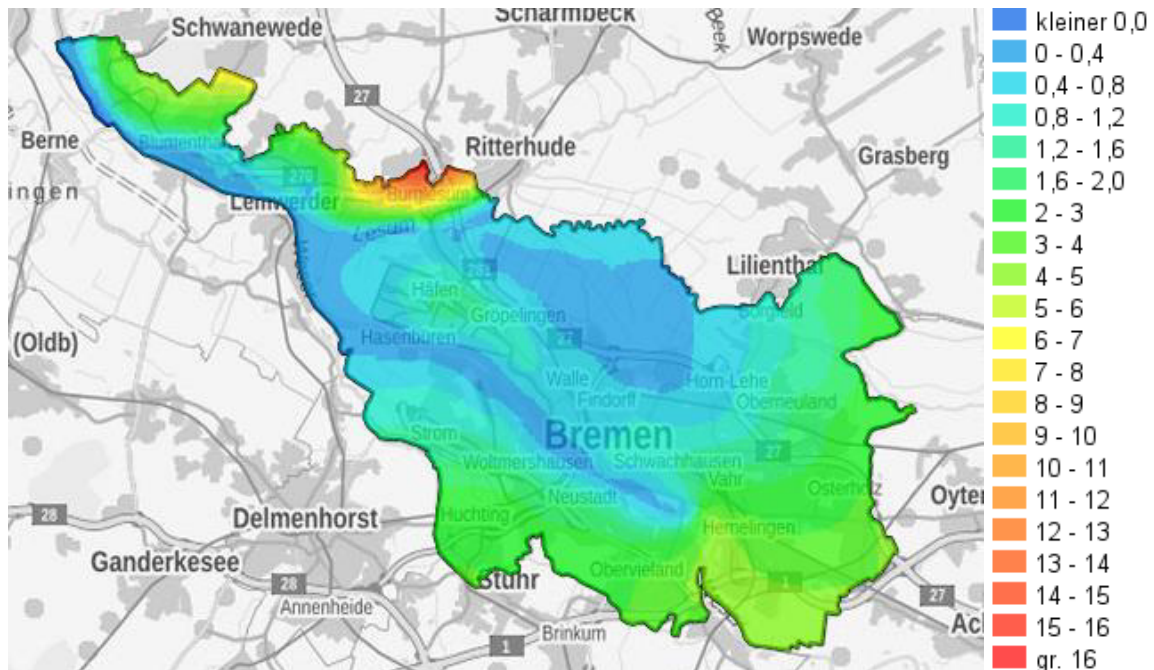 Schwanewede
Scharmbeck
Beek
Worpswede
27
Berne
Blumenthal
Ritterhude
Grasberg
270
Burglesum
Lemwerder
Lesum
Lilienthal
281
Borgfeld
Häfen
Gröpelingen
(Oldb)
Hasenbüren
27
Walle
Horn-Lehe
Findorff
Oberneuland
Strom
Bremen
27
Woltmershausen
Schwachhausen
Vahr
Osterholz
Neustadt
Oyten
28
Delmenhorst
Huchting
Hemelingen
Ganderkesee
Obervieland
28
Stuhr
1
27
Annenheide
Brinkum
1
kleiner 0,0
0 - 0,4
0,4 - 0,8
0,8 - 1,2
1,2 - 1,6
1,6 - 2,0
2 - 3
3 - 4
4 - 5
5 - 6
6 - 7
7 - 8
8 - 9
9 - 10
10 - 11
11 - 12
12 - 13
13 - 14
14 - 15
15 - 16
gr. 16